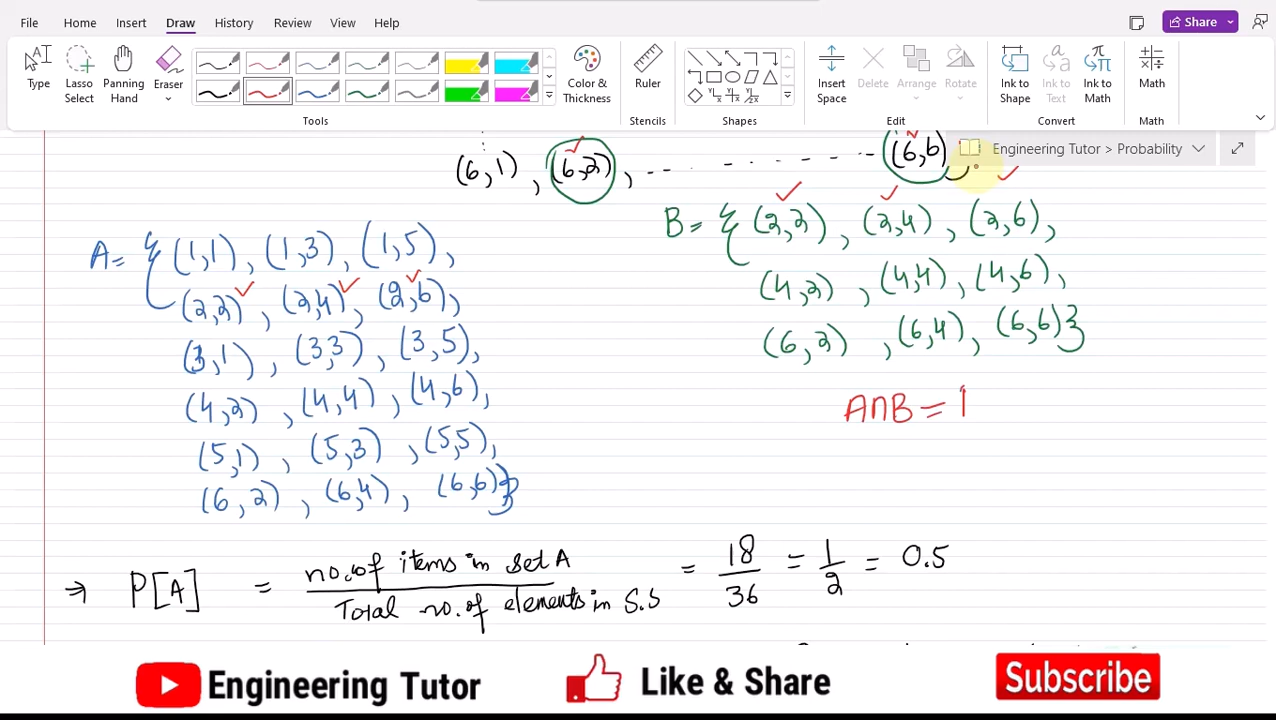 File Home Insert Draw History Review View Help Share
Type Lasso Select Panning Hand Eraser Color & Thickness Ruler Insert Space Delete Arrange Rotate Ink to Shape Ink to Text Ink to Math Math
Tools Stencils Shapes Edit Convert Math
Engineering Tutor > Probability
(6,1) , (6,2) , (6,6)
A = { (1,1) , (1,3) , (1,5) ,
(2,2) , (2,4) , (2,6) ,
(3,1) , (3,3) , (3,5) ,
(4,2) , (4,4) , (4,6) ,
(5,1) , (5,3) , (5,5) ,
(6,2) , (6,4) , (6,6) }
B = { (2,2) , (2,4) , (2,6) ,
(4,2) , (4,4) , (4,6) ,
(6,2) , (6,4) , (6,6) }
A∩B =
⇒ P[A] = no. of items in set A / Total no. of elements in S.S = 18/36 = 1/2 = 0.5
Engineering Tutor Like & Share Subscribe